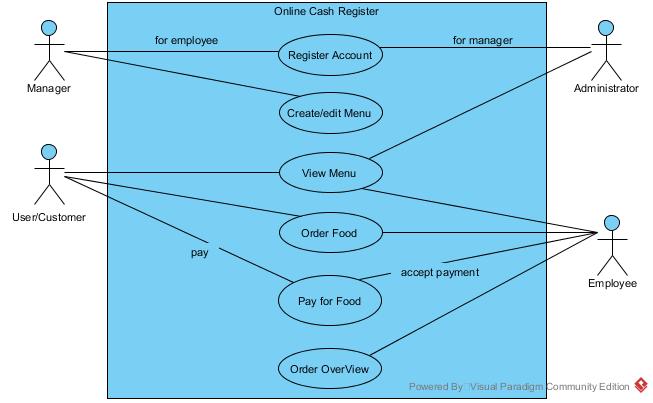 Online Cash Register
for employee
for manager
Register Account
Manager
Administrator
Create/edit Menu
View Menu
User/Customer
Order Food
pay
accept payment
Employee
Pay for Food
Order OverView
Powered By Visual Paradigm Community Edition